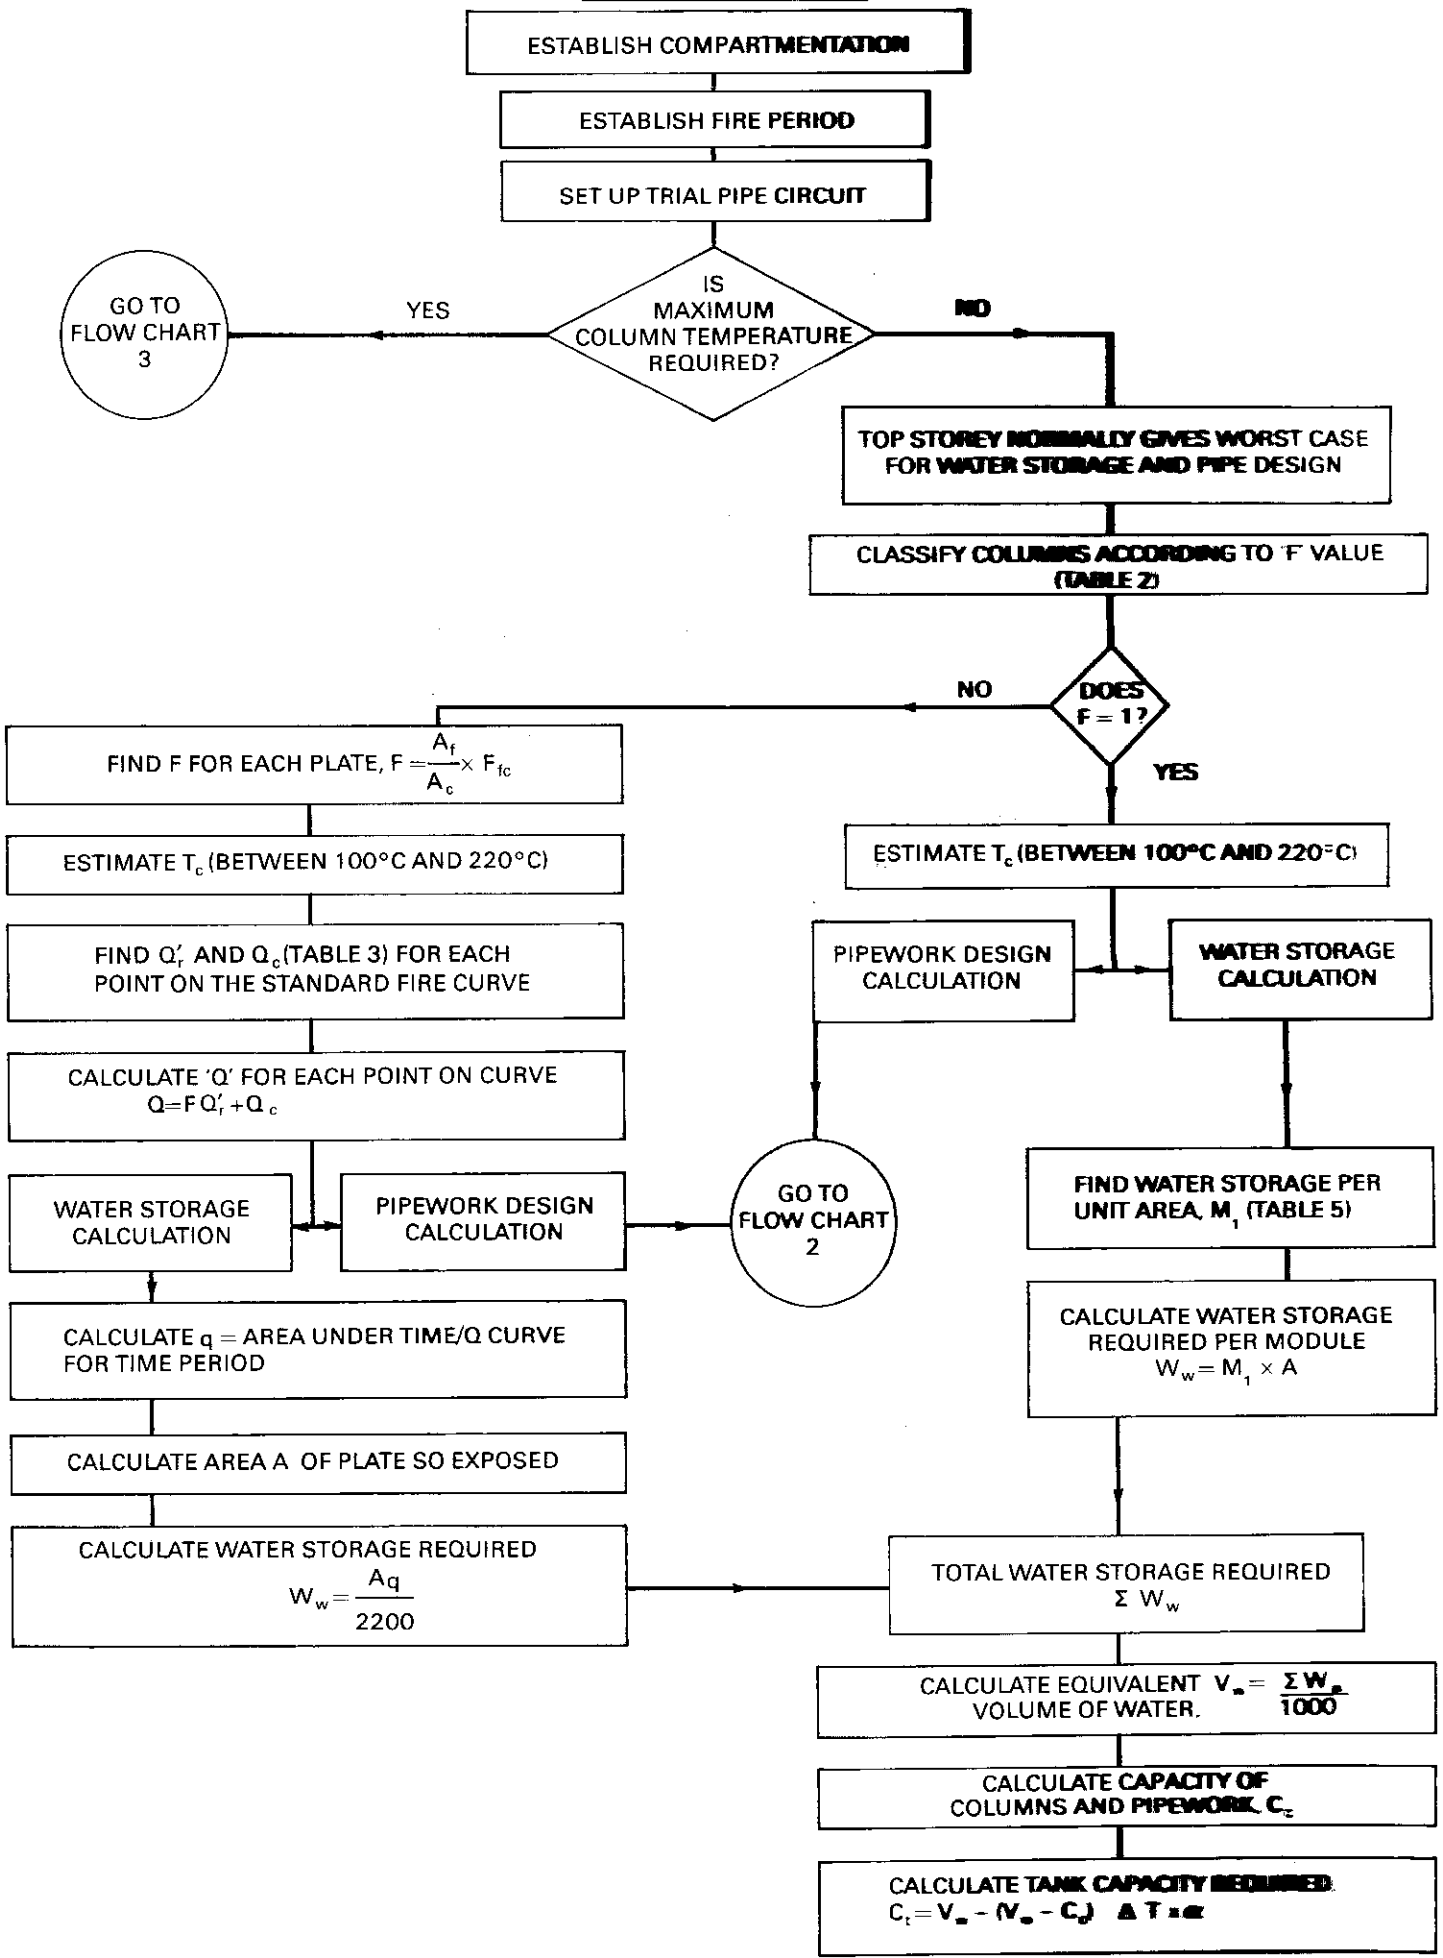 ESTABLISH COMPARTMENTATION
ESTABLISH FIRE PERIOD
SET UP TRIAL PIPE CIRCUIT
IS
MAXIMUM
COLUMN TEMPERATURE
REQUIRED?
YES
NO
GO TO
FLOW CHART
3
TOP STOREY NORMALLY GIVES WORST CASE
FOR WATER STORAGE AND PIPE DESIGN
CLASSIFY COLUMNS ACCORDING TO 'F' VALUE
(TABLE 2)
DOES
F = 1?
NO
YES
FIND F FOR EACH PLATE, F = A_f / A_c × F_fc
ESTIMATE T_c (BETWEEN 100°C AND 220°C)
FIND Q'_r AND Q_c (TABLE 3) FOR EACH
POINT ON THE STANDARD FIRE CURVE
CALCULATE 'Q' FOR EACH POINT ON CURVE
Q=F Q'_r + Q_c
WATER STORAGE
CALCULATION
PIPEWORK DESIGN
CALCULATION
CALCULATE q = AREA UNDER TIME/Q CURVE
FOR TIME PERIOD
CALCULATE AREA A OF PLATE SO EXPOSED
CALCULATE WATER STORAGE REQUIRED
W_w = Aq / 2200
ESTIMATE T_c (BETWEEN 100°C AND 220°C)
PIPEWORK DESIGN
CALCULATION
WATER STORAGE
CALCULATION
GO TO
FLOW CHART
2
FIND WATER STORAGE PER
UNIT AREA, M_1 (TABLE 5)
CALCULATE WATER STORAGE
REQUIRED PER MODULE
W_w = M_1 × A
TOTAL WATER STORAGE REQUIRED
Σ W_w
CALCULATE EQUIVALENT V = Σ W / 1000
VOLUME OF WATER.
CALCULATE CAPACITY OF
COLUMNS AND PIPEWORK, C
CALCULATE TANK CAPACITY REQUIRED
C_t = V - (V - C) Δ T